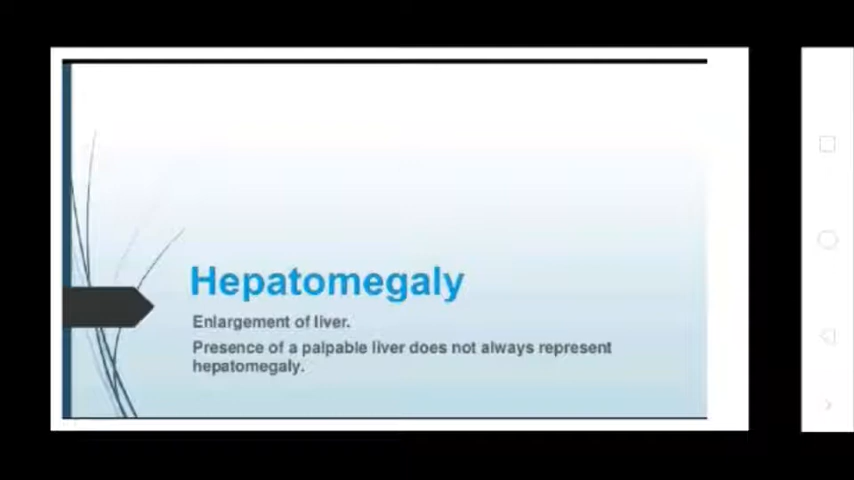 Hepatomegaly
Enlargement of liver.
Presence of a palpable liver does not always represent
hepatomegaly.